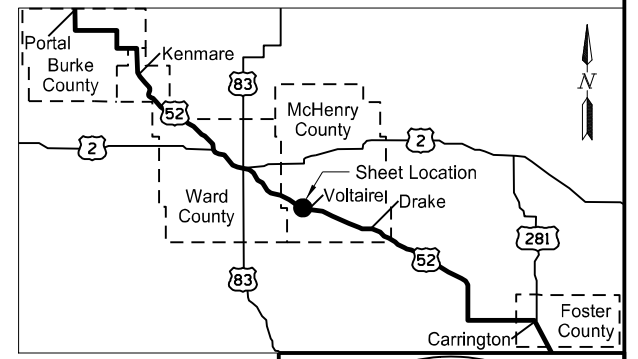 Portal
Burke
County
Kenmare
52
83
McHenry
County
2
2
N
Sheet Location
Voltaire
Drake
Ward
County
52
281
83
Foster
County
Carrington